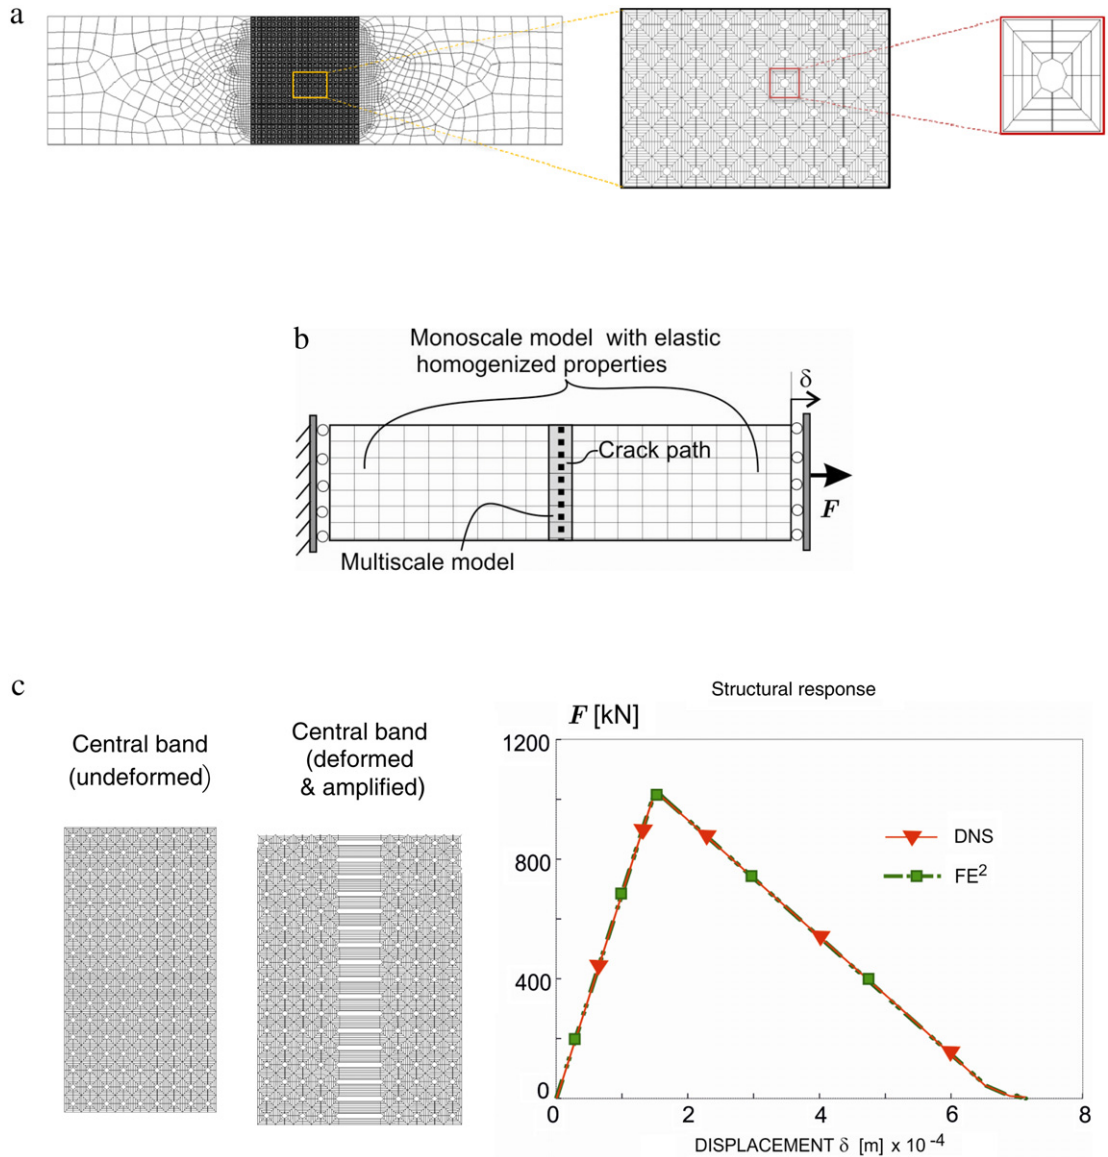 a
b
Monoscale model with elastic
homogenized properties
δ
Crack path
F
Multiscale model
c
Structural response
Central band
(undeformed)
Central band
(deformed
& amplified)
F [kN]
1200
800
400
0
DNS
FE²
0 2 4 6 8
DISPLACEMENT δ [m] x 10⁻⁴